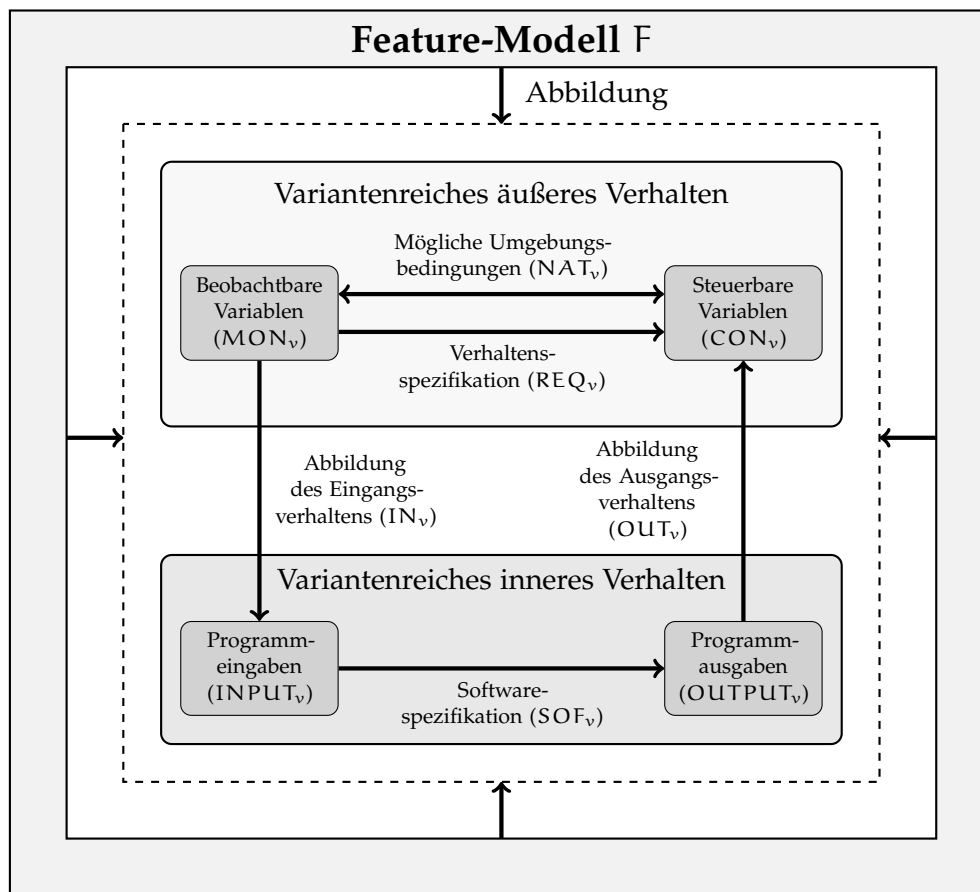 Feature-Modell F
Abbildung
Variantenreiches äußeres Verhalten
Mögliche Umgebungs-
bedingungen (NATᵥ)
Beobachtbare
Variablen
(MONᵥ)
Steuerbare
Variablen
(CONᵥ)
Verhaltens-
spezifikation (REQᵥ)
Abbildung
des Eingangs-
verhaltens (INᵥ)
Abbildung
des Ausgangs-
verhaltens
(OUTᵥ)
Variantenreiches inneres Verhalten
Programm-
eingaben
(INPUTᵥ)
Programm-
ausgaben
(OUTPUTᵥ)
Software-
spezifikation (SOFᵥ)